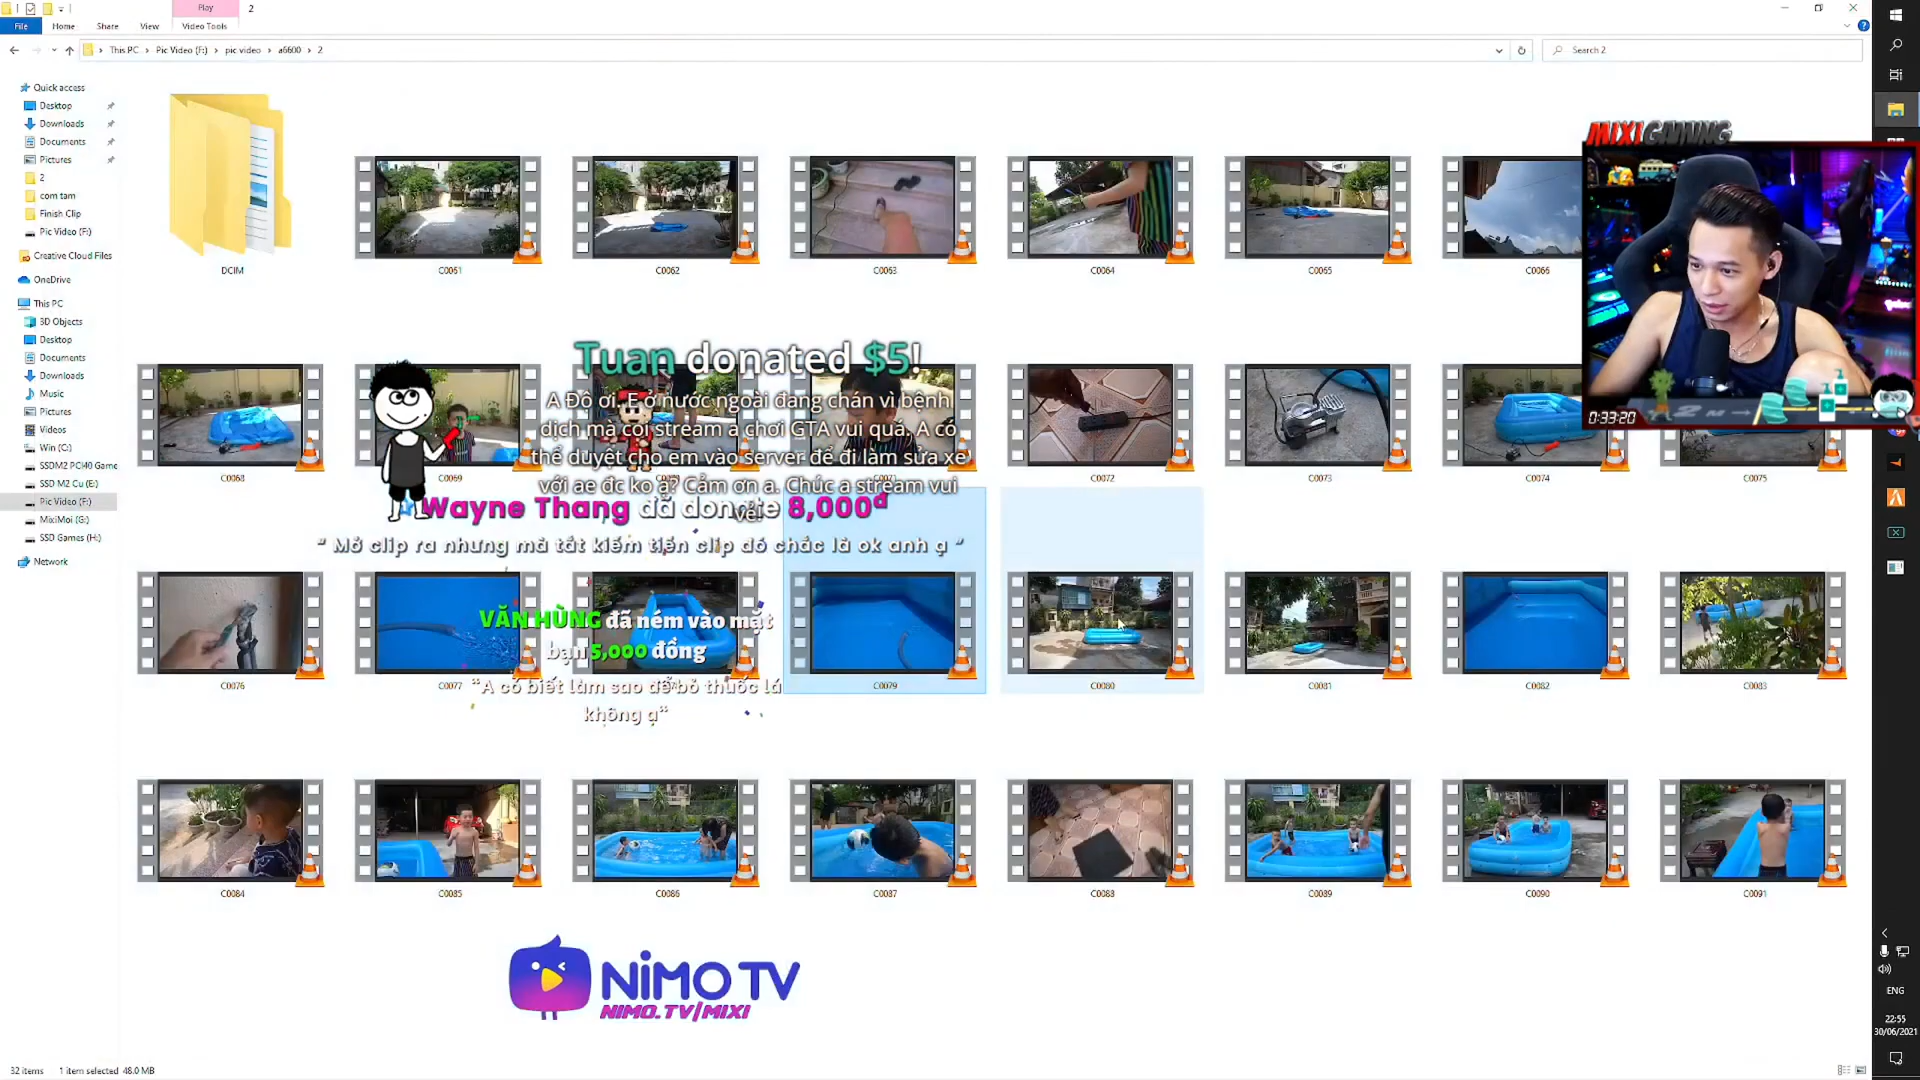 Play
2
File
Home
Share
View
Video Tools
This PC
Pic Video (F:)
pic video
a6600
2
Search 2
Quick access
Desktop
Downloads
Documents
Pictures
2
com tam
Finish Clip
Pic Video (F:)
Creative Cloud Files
OneDrive
This PC
3D Objects
Desktop
Documents
Downloads
Music
Pictures
Videos
Win (C:)
SSDM2 PCI40 Game
SSD M2 Cu (E:)
Pic Video (F:)
MixiMoi (G:)
SSD Games (H:)
Network
DCIM
C0061
C0062
C0063
C0064
C0065
C0066
MIXIGAMING
0:33:20
Tuan donated $5!
A Độ ơi. E ở nước ngoài đang chán vì bệnh
dịch mà coi stream a chơi GTA vui quá. A có
thể duyệt cho em vào server để đi làm sửa xe
với ae đc ko ạ? Cảm ơn a. Chúc a stream vui
vẻ!
C0068
C0069
C0072
C0073
C0074
C0075
Wayne Thang đã donate 8,000đ
“ Mở clip ra nhưng mà tắt kiếm tiền clip đó chắc là ok anh ạ “
VĂN HÙNG đã ném vào mặt
bạn 5,000 đồng
“A có biết làm sao để bỏ thuốc lá
không ạ“
C0076
C0077
C0079
C0080
C0081
C0082
C0083
C0084
C0085
C0086
C0087
C0088
C0089
C0090
C0091
NIMO TV
NIMO.TV/MIXI
ENG
22:55
30/06/2021
32 items
1 item selected
48.0 MB